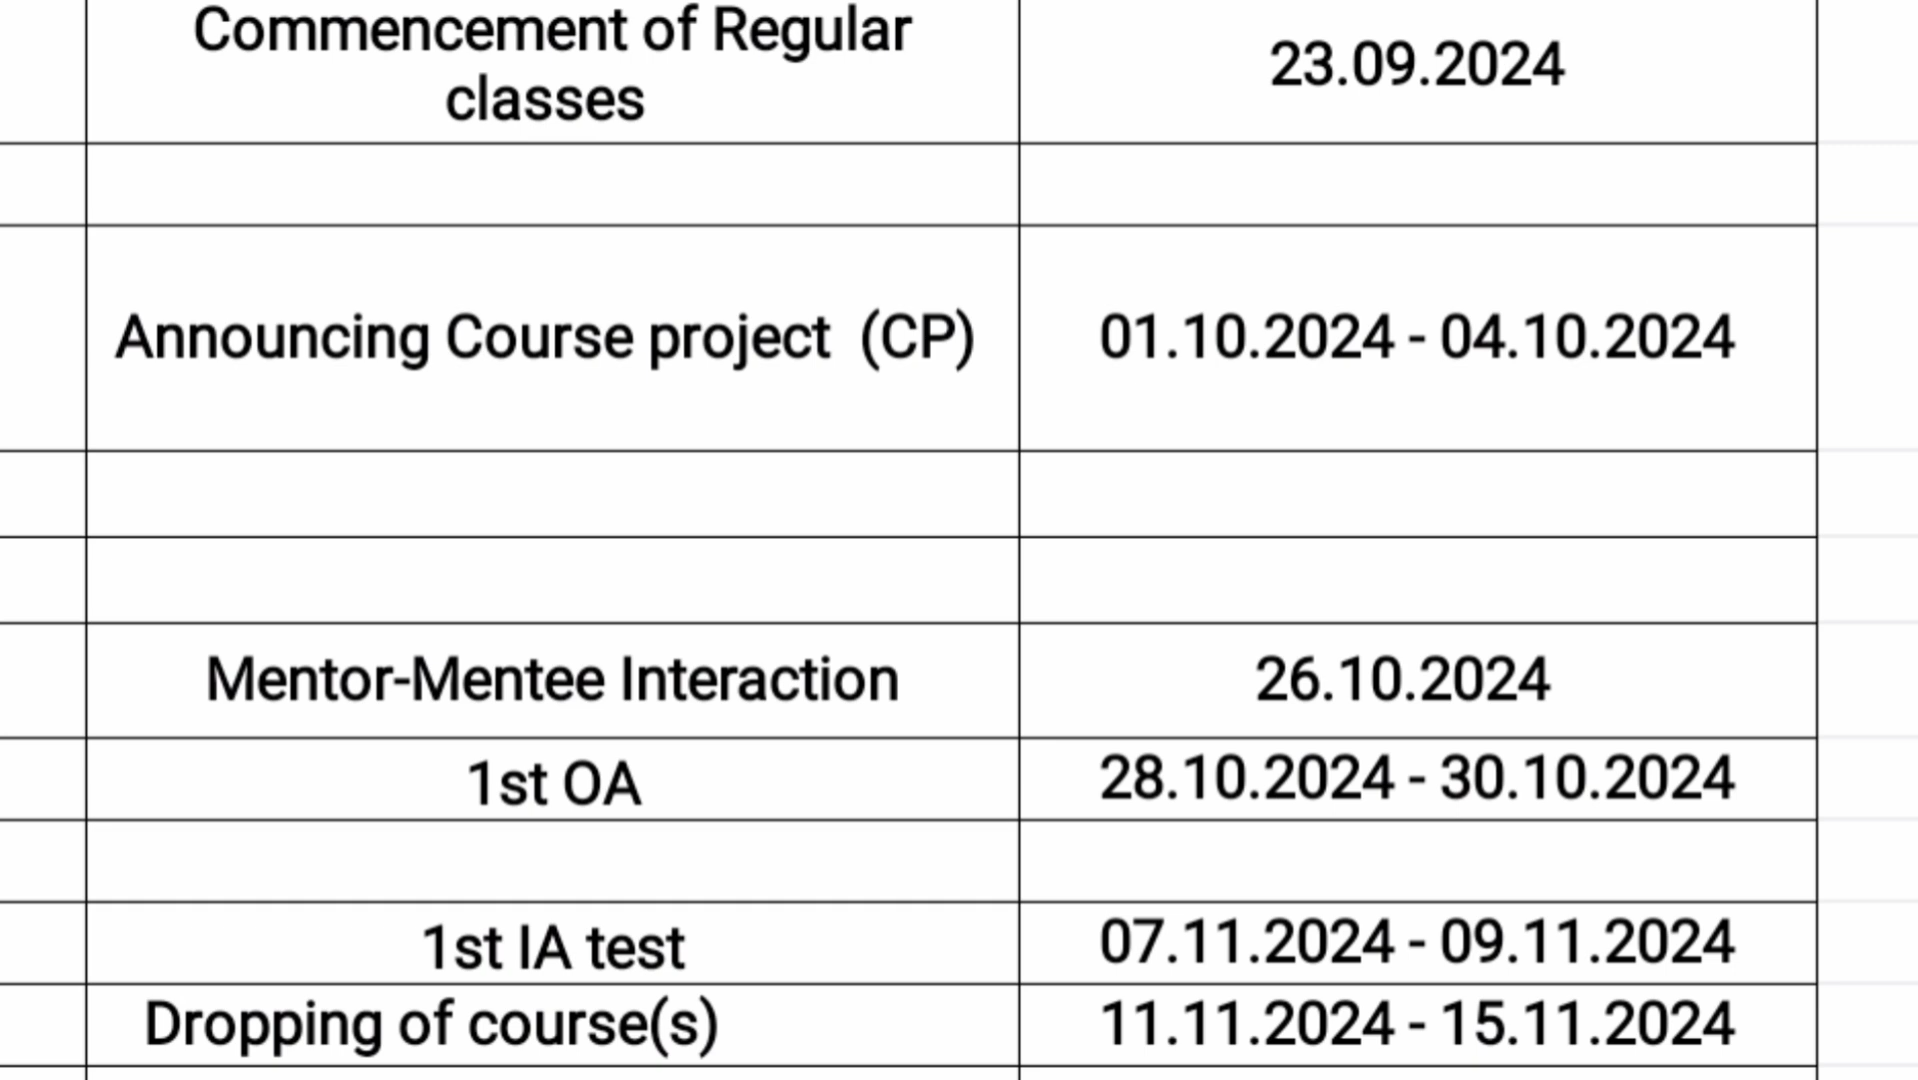 Commencement of Regular
classes
23.09.2024
Announcing Course project (CP)
01.10.2024 - 04.10.2024
Mentor-Mentee Interaction
26.10.2024
1st OA
28.10.2024 - 30.10.2024
1st IA test
07.11.2024 - 09.11.2024
Dropping of course(s)
11.11.2024 - 15.11.2024